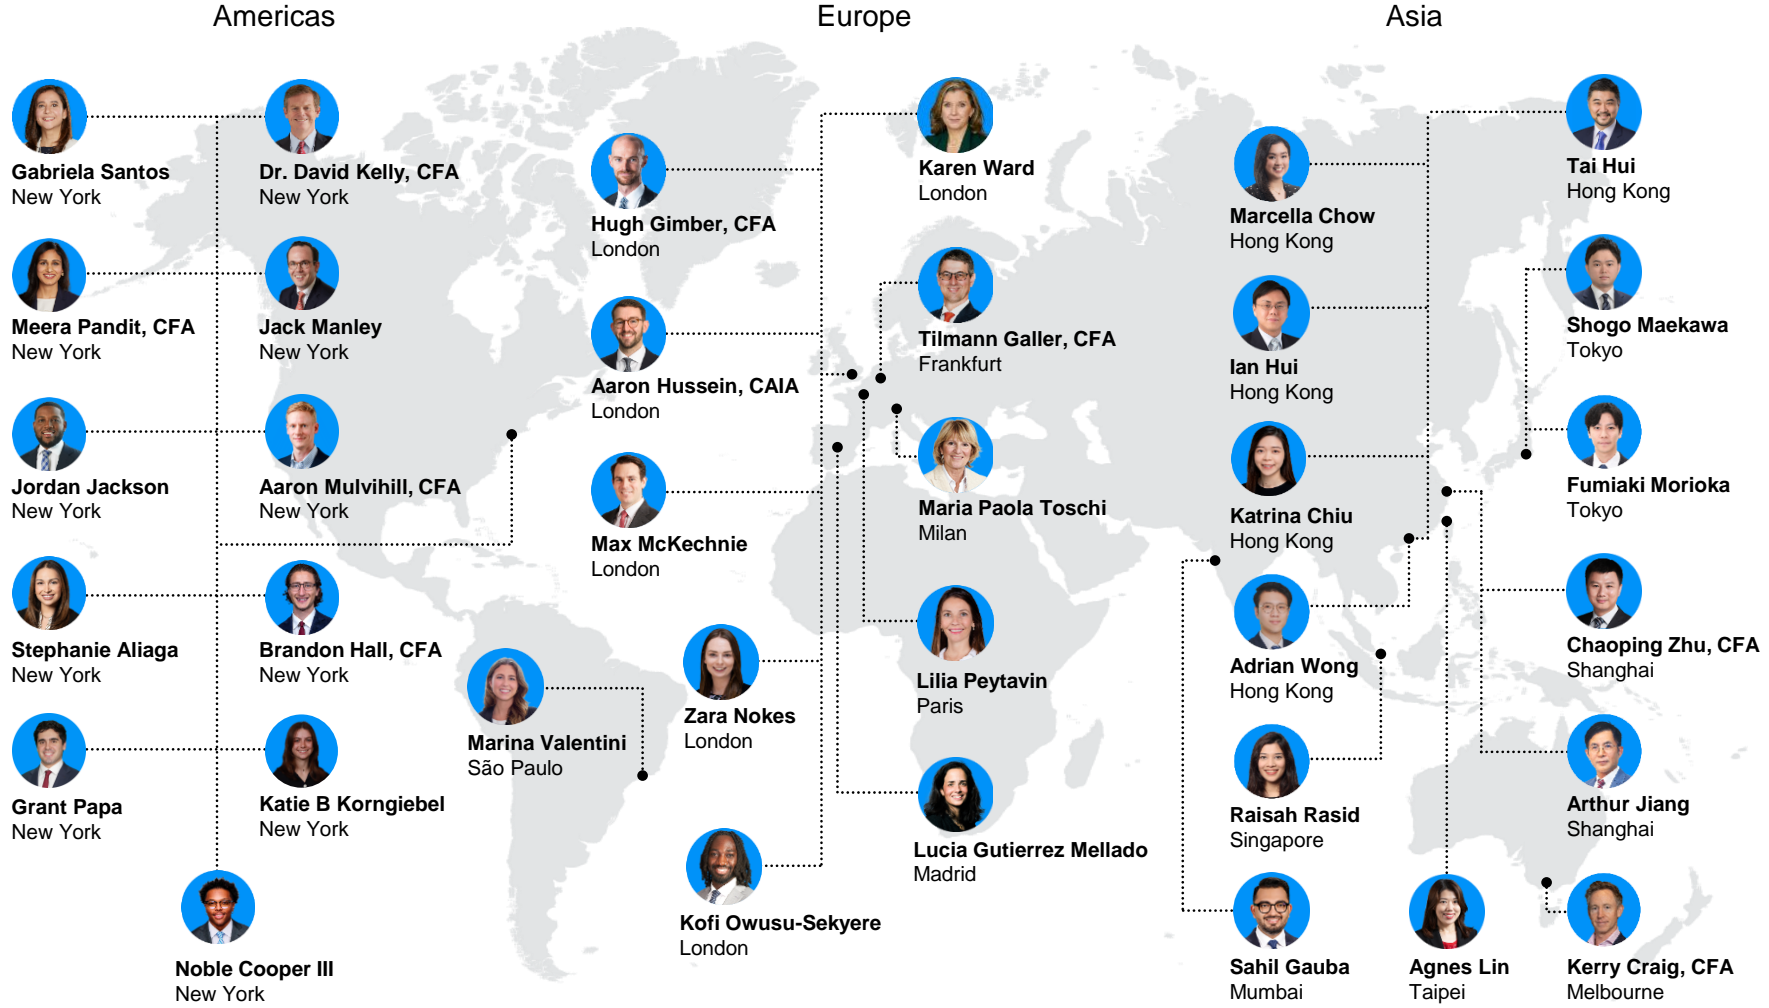 Americas
Europe
Asia
Gabriela Santos
New York
Dr. David Kelly, CFA
New York
Meera Pandit, CFA
New York
Jack Manley
New York
Jordan Jackson
New York
Aaron Mulvihill, CFA
New York
Stephanie Aliaga
New York
Brandon Hall, CFA
New York
Grant Papa
New York
Katie B Korngiebel
New York
Noble Cooper III
New York
Marina Valentini
São Paulo
Hugh Gimber, CFA
London
Aaron Hussein, CAIA
London
Max McKechnie
London
Zara Nokes
London
Kofi Owusu-Sekyere
London
Karen Ward
London
Tilmann Galler, CFA
Frankfurt
Maria Paola Toschi
Milan
Lilia Peytavin
Paris
Lucia Gutierrez Mellado
Madrid
Marcella Chow
Hong Kong
Ian Hui
Hong Kong
Katrina Chiu
Hong Kong
Adrian Wong
Hong Kong
Raisah Rasid
Singapore
Sahil Gauba
Mumbai
Agnes Lin
Taipei
Tai Hui
Hong Kong
Shogo Maekawa
Tokyo
Fumiaki Morioka
Tokyo
Chaoping Zhu, CFA
Shanghai
Arthur Jiang
Shanghai
Kerry Craig, CFA
Melbourne